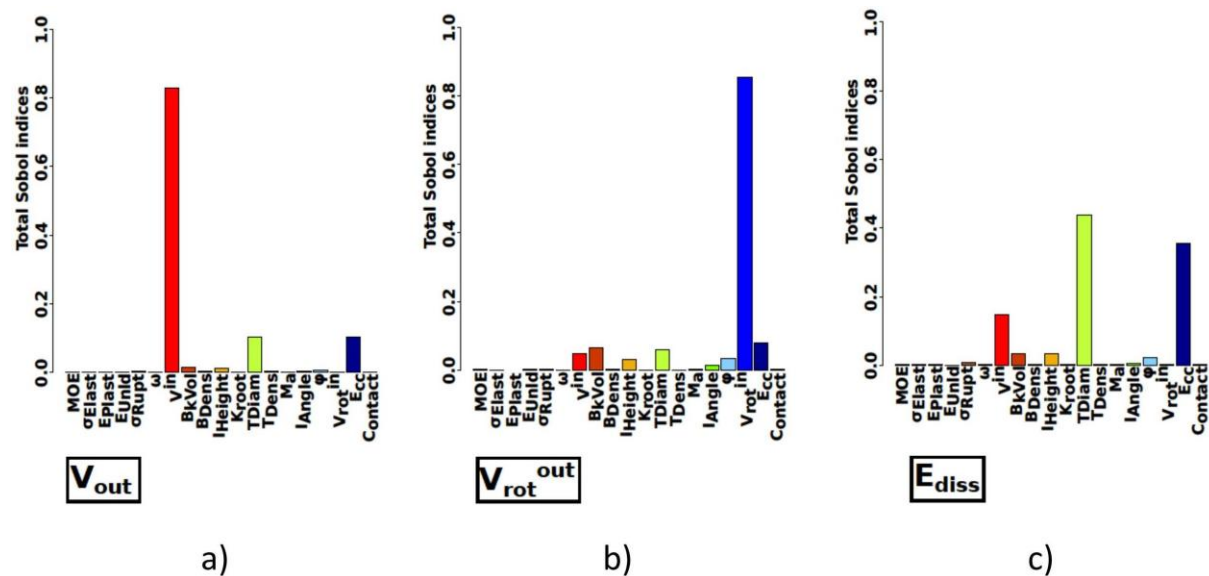 Total Sobol indices
0.0 0.2 0.4 0.6 0.8 1.0
MOE
σElast
EPlast
EUnld
σRupt
ω
Vin
BkVol
BDens
IHeight
Kroot
TDiam
TDens
Ma
IAngle
φ
Vrot in
Ecc
Contact
Vout
a)
Total Sobol indices
0.0 0.2 0.4 0.6 0.8 1.0
MOE
σElast
EPlast
EUnld
σRupt
ω
Vin
BkVol
BDens
IHeight
Kroot
TDiam
TDens
Ma
IAngle
φ
Vrot in
Ecc
Contact
Vrot out
b)
Total Sobol indices
0.0 0.2 0.4 0.6 0.8 1.0
MOE
σElast
EPlast
EUnld
σRupt
ω
Vin
BkVol
BDens
IHeight
Kroot
TDiam
TDens
Ma
IAngle
φ
Vrot in
Ecc
Contact
Ediss
c)